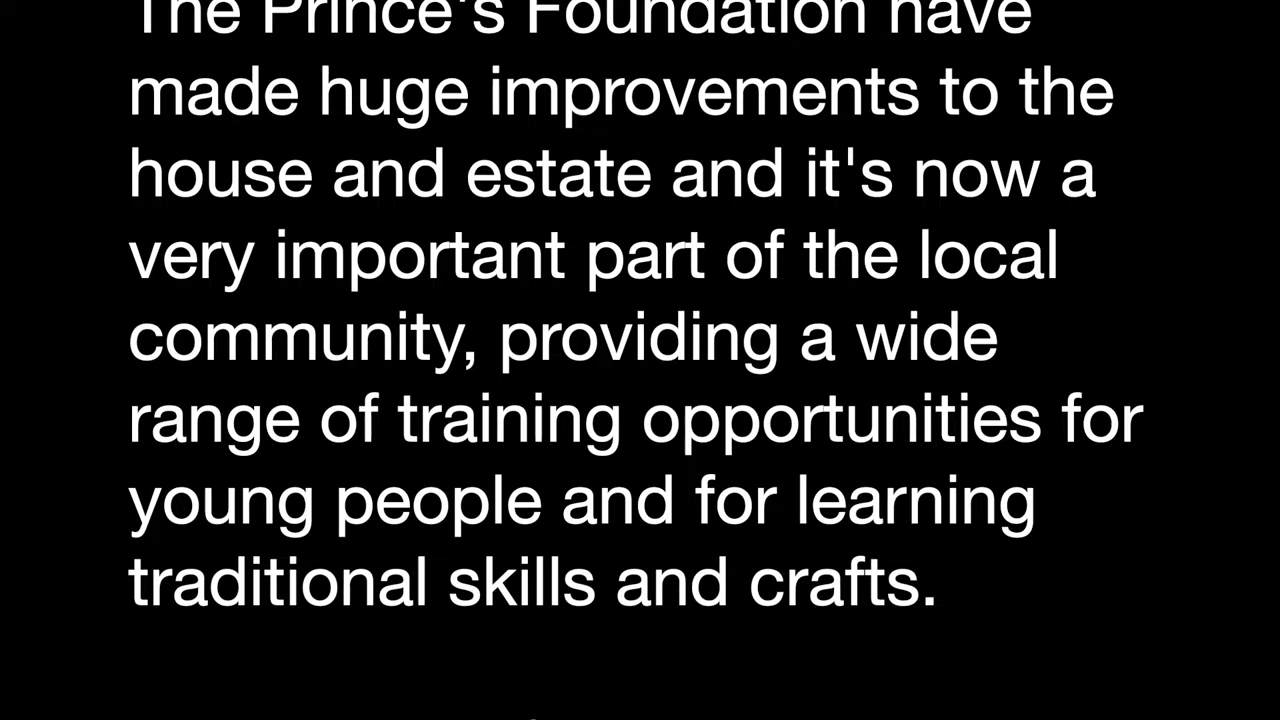 The Prince's Foundation have
made huge improvements to the
house and estate and it's now a
very important part of the local
community, providing a wide
range of training opportunities for
young people and for learning
traditional skills and crafts.